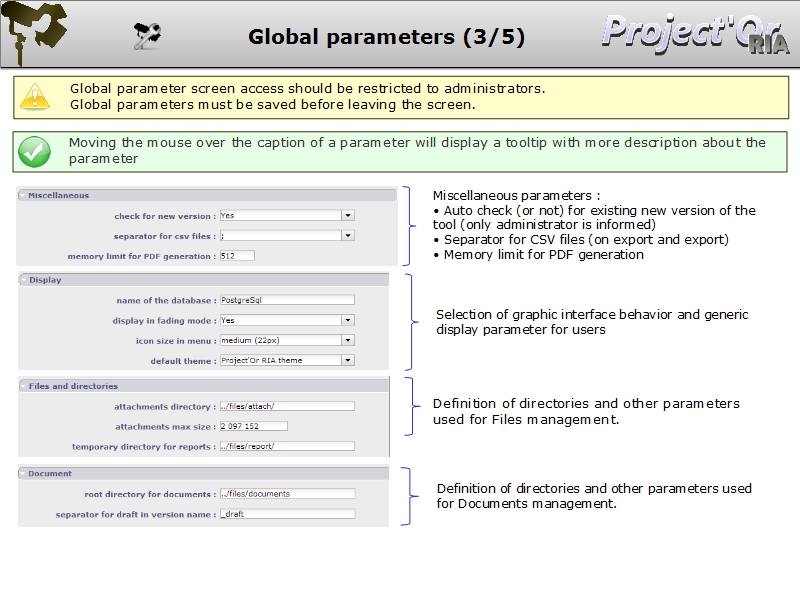 Global parameters (3/5)
Project'Or
RIA
Global parameter screen access should be restricted to administrators.
Global parameters must be saved before leaving the screen.
Moving the mouse over the caption of a parameter will display a tooltip with more description about the
parameter
Miscellaneous
check for new version : Yes
separator for csv files : ;
memory limit for PDF generation : 512
Miscellaneous parameters :
• Auto check (or not) for existing new version of the
tool (only administrator is informed)
• Separator for CSV files (on export and export)
• Memory limit for PDF generation
Display
name of the database : PostgreSql
display in fading mode : Yes
icon size in menu : medium (22px)
default theme : Project'Or RIA theme
Selection of graphic interface behavior and generic
display parameter for users
Files and directories
attachments directory : ../files/attach/
attachments max size : 2 097 152
temporary directory for reports : ../files/report/
Definition of directories and other parameters
used for Files management.
Document
root directory for documents : ../files/documents
separator for draft in version name : _draft
Definition of directories and other parameters used
for Documents management.